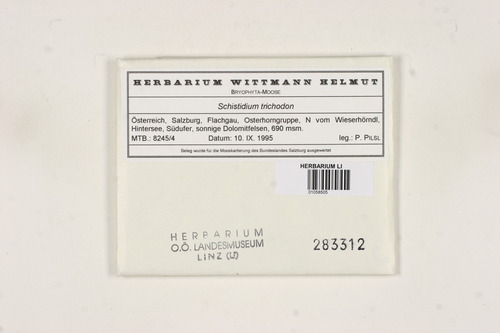 HERBARIUM WITTMANN HELMUT
BRYOPHYTA-MOOSE
Schistidium trichodon
Österreich, Salzburg, Flachgau, Osterhorngruppe, N vom Wieserhörndl,
Hintersee, Südufer, sonnige Dolomitfelsen, 690 msm.
MTB.: 8245/4 Datum: 10. IX. 1995 leg.: P. PILSL
Beleg wurde für die Mooskartierung des Bundeslandes Salzburg ausgewertet
HERBARIUM LI
01058505
HERBARIUM
O.Ö. LANDESMUSEUM
LINZ (LI)
283312